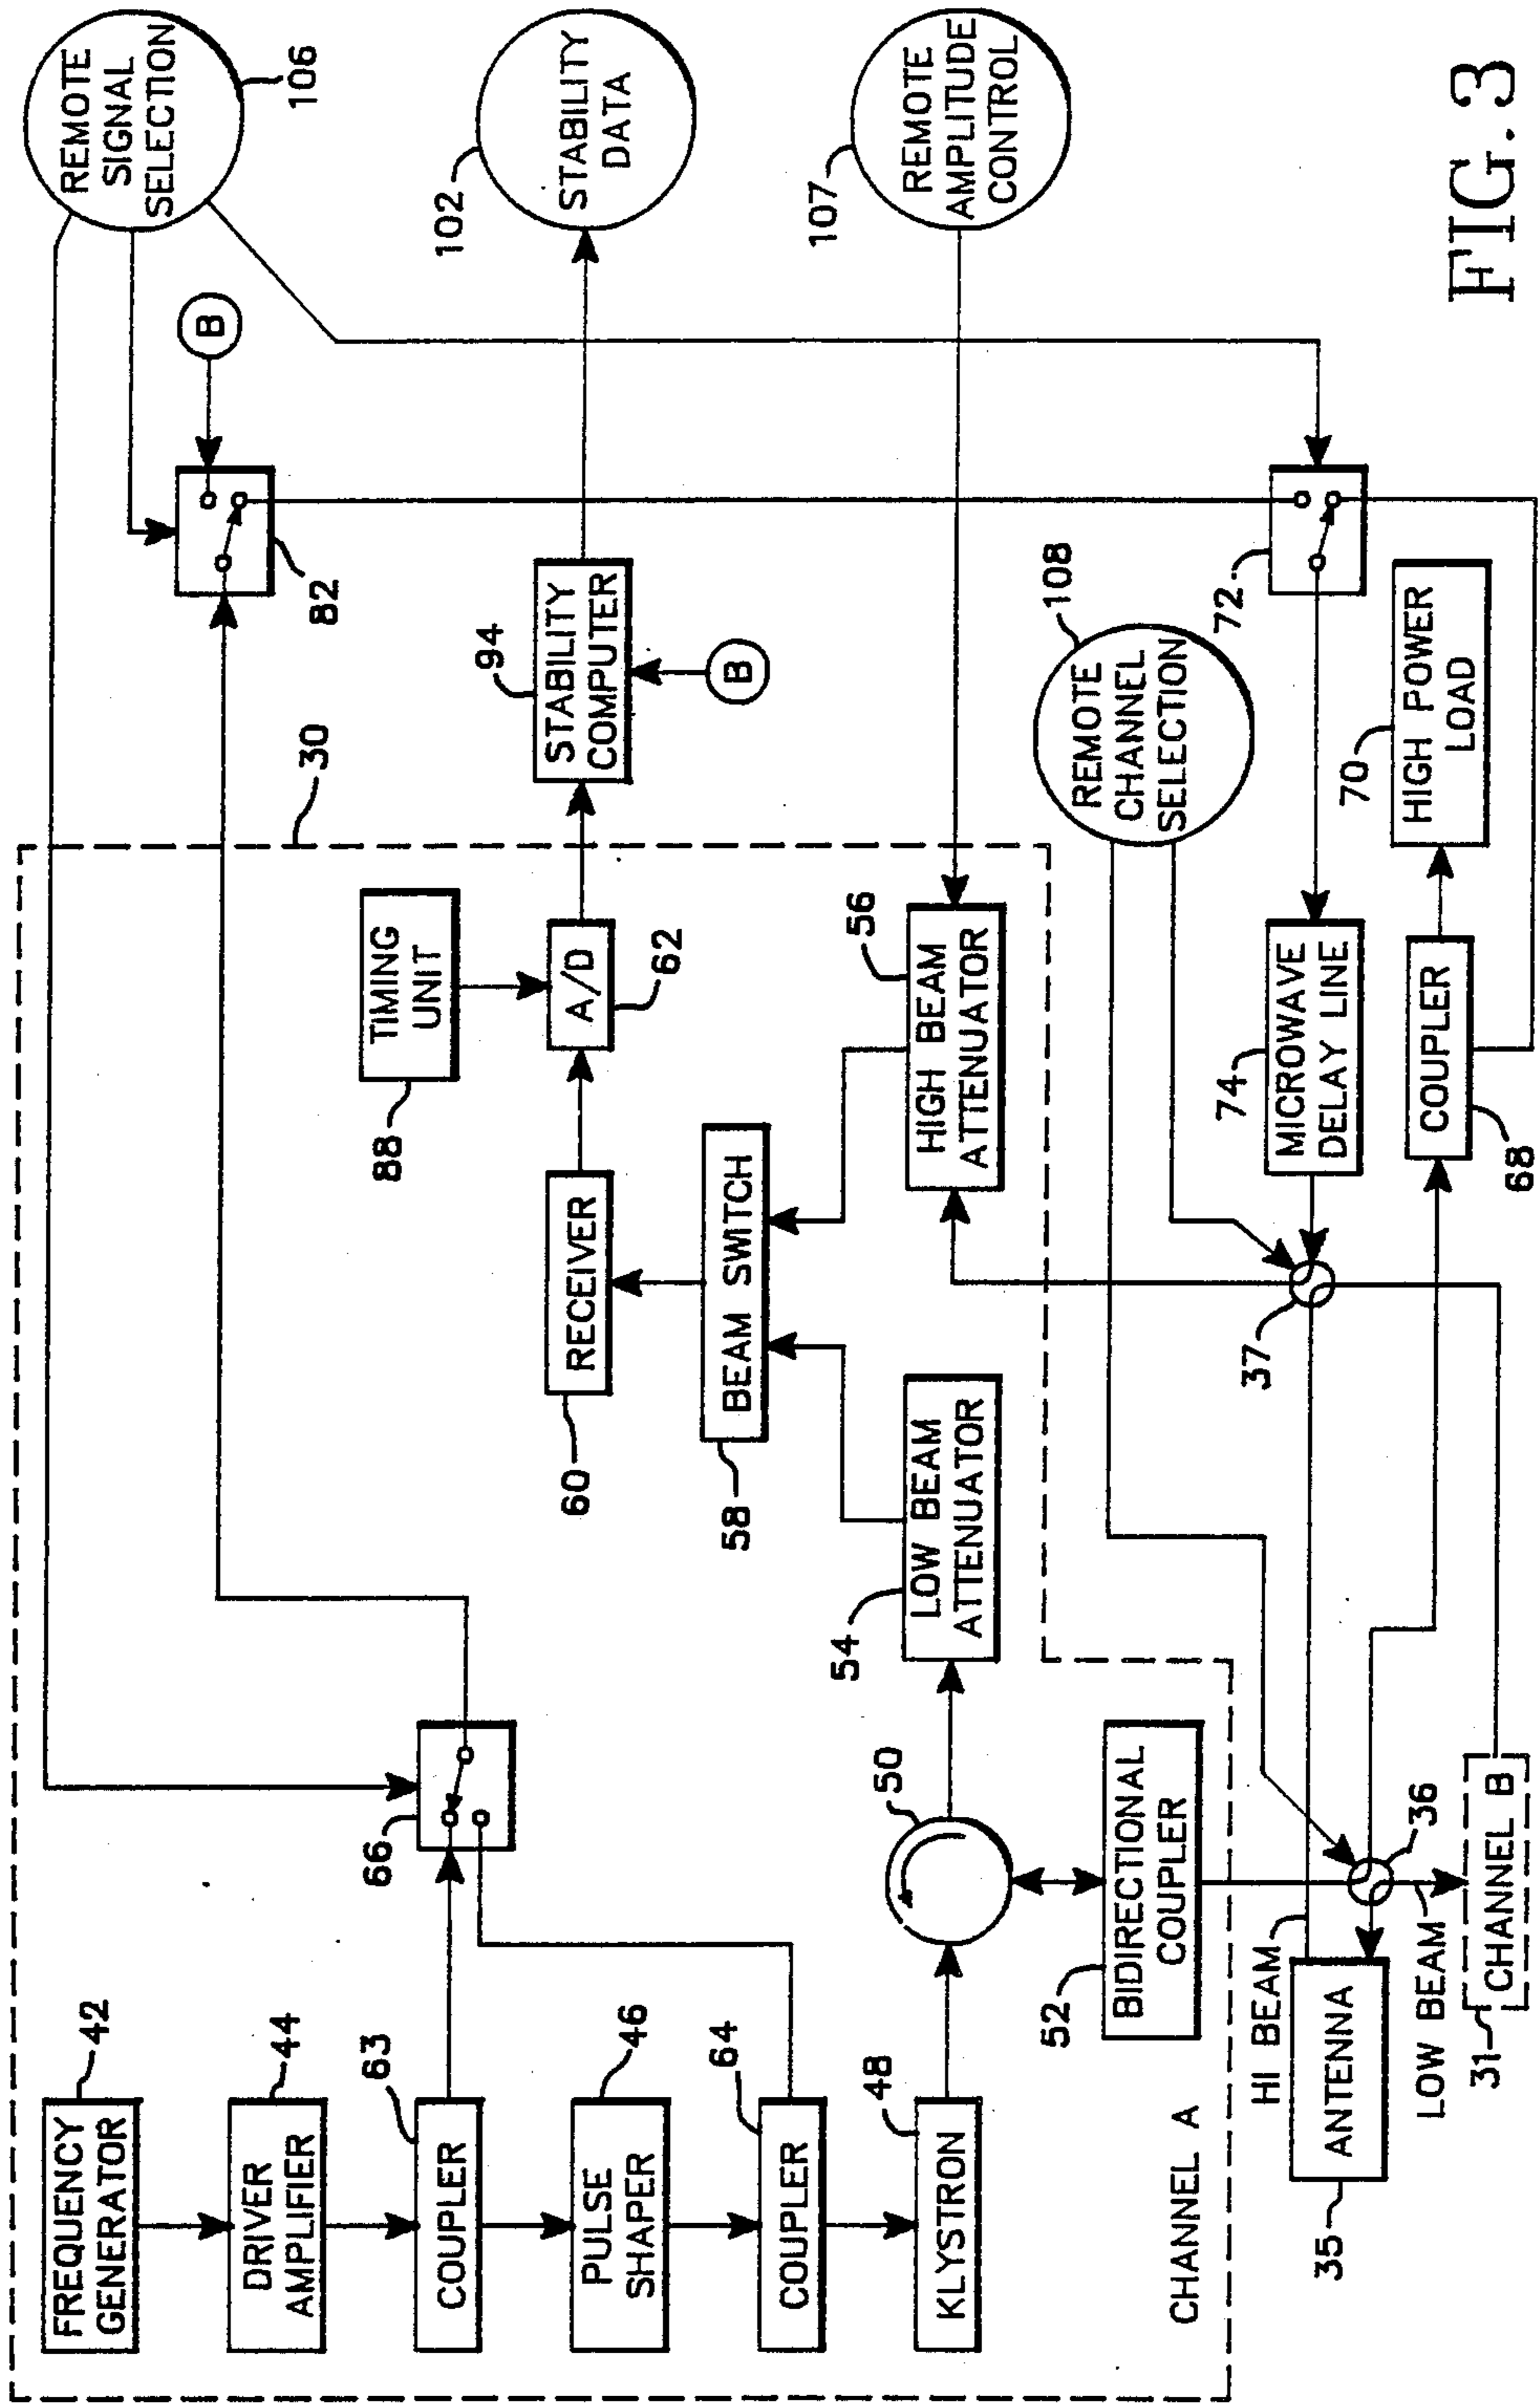 FREQUENCY
GENERATOR
42
DRIVER
AMPLIFIER
44
COUPLER
63
PULSE
SHAPER
46
COUPLER
64
KLYSTRON
48
CHANNEL A
66
50
52
BIDIRECTIONAL
COUPLER
54
LOW BEAM
ATTENUATOR
58
BEAM SWITCH
60
RECEIVER
88
TIMING
UNIT
A/D
62
HIGH BEAM
ATTENUATOR
56
30
94
STABILITY
COMPUTER
B
82
B
REMOTE
SIGNAL
SELECTION
106
102
STABILITY
DATA
107
REMOTE
AMPLITUDE
CONTROL
REMOTE
CHANNEL
SELECTION
108
72
70
HIGH POWER
LOAD
74
MICROWAVE
DELAY LINE
COUPLER
68
37
36
HI BEAM
ANTENNA
35
LOW BEAM
31
CHANNEL B
FIG. 3